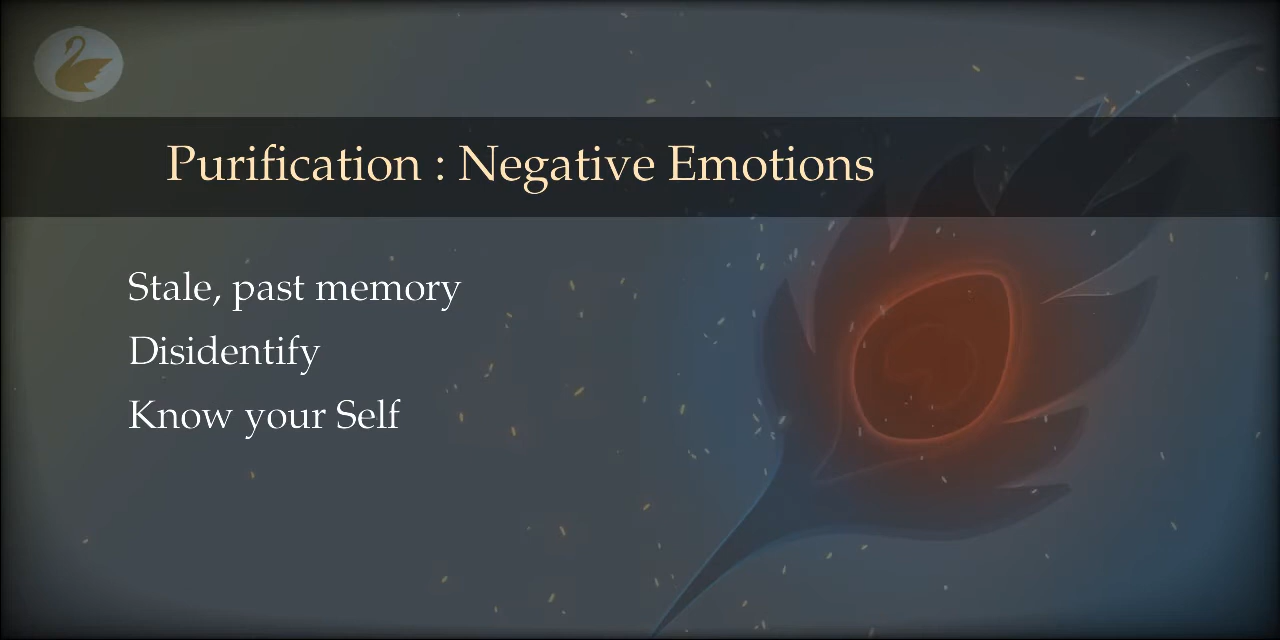 Purification : Negative Emotions
Stale, past memory
Disidentify
Know your Self